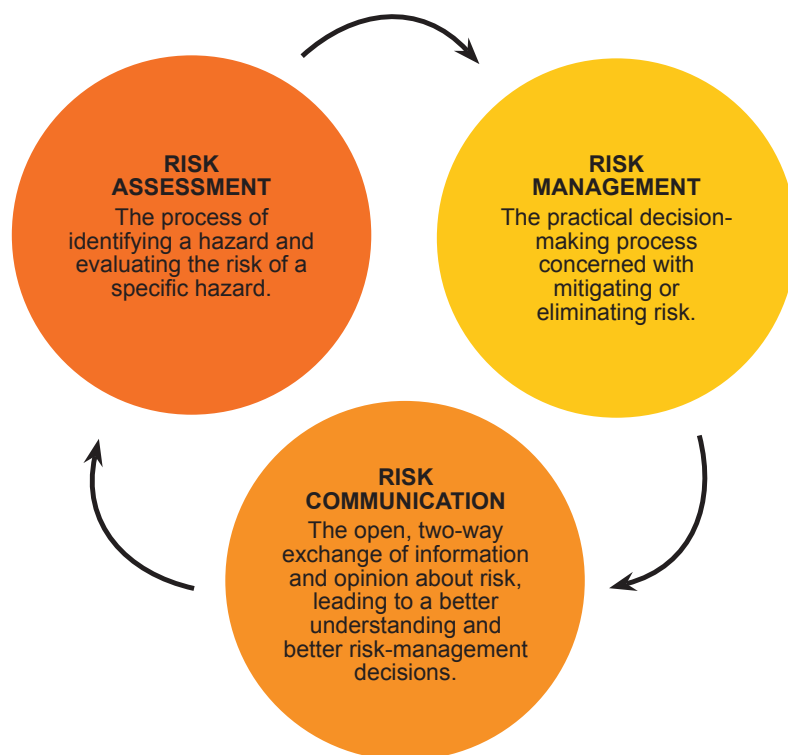 RISK
ASSESSMENT
The process of
identifying a hazard and
evaluating the risk of a
specific hazard.
RISK
MANAGEMENT
The practical decision-
making process
concerned with
mitigating or
eliminating risk.
RISK
COMMUNICATION
The open, two-way
exchange of information
and opinion about risk,
leading to a better
understanding and
better risk-management
decisions.